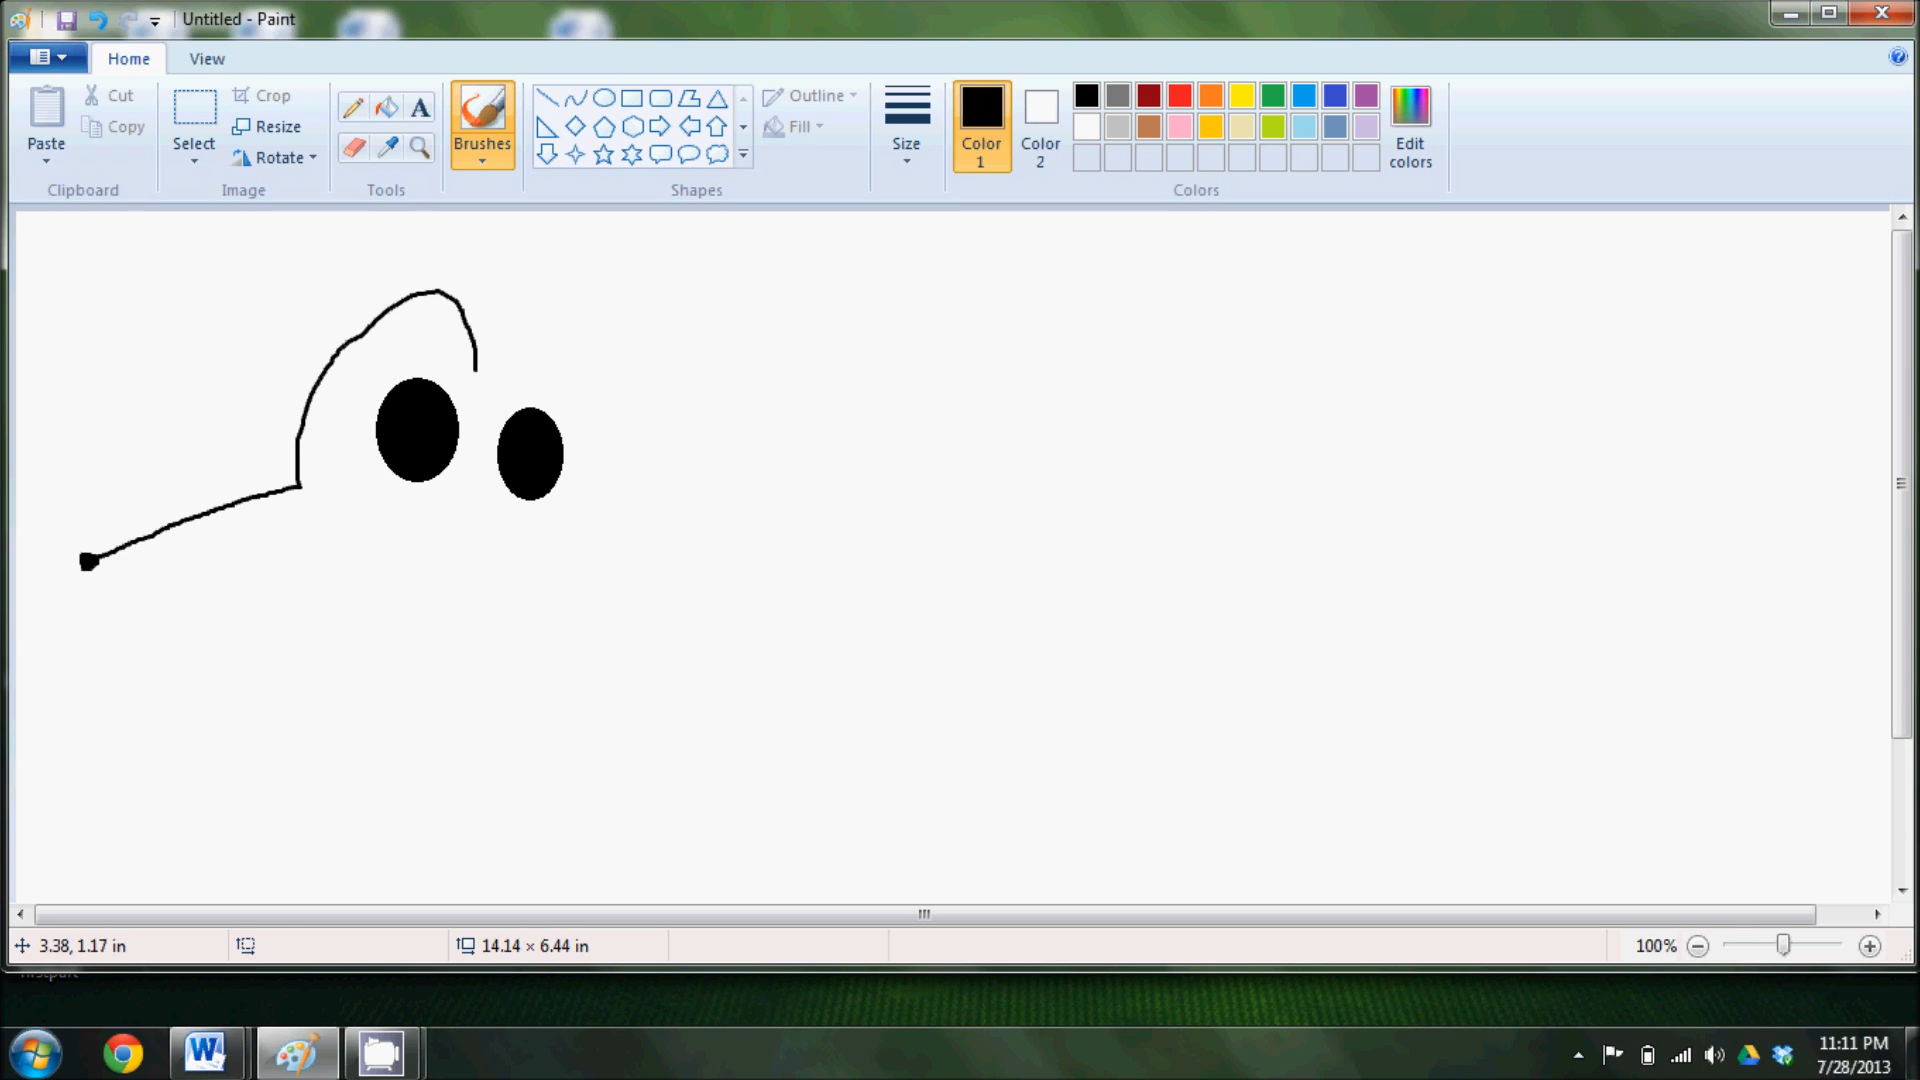 Untitled - Paint
Home View
Paste
Cut
Copy
Clipboard
Select
Crop
Resize
Rotate
Image
A
Tools
Brushes
Shapes
Outline
Fill
Size
Color 1
Color 2
Edit colors
Colors
3.38, 1.17 in
14.14 × 6.44 in
100%
W
11:11 PM
7/28/2013